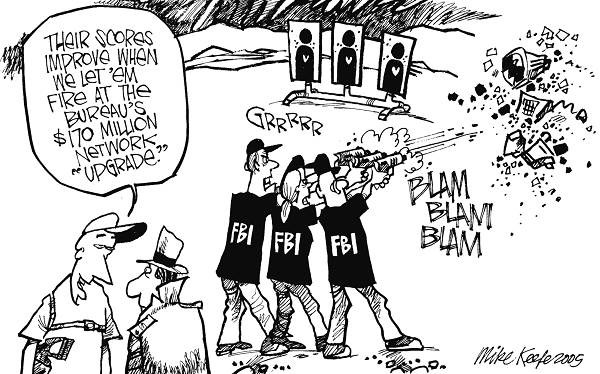 THEIR SCORES
IMPROVE WHEN
WE LET 'EM
FIRE AT THE
BUREAU'S
$170 MILLION
NETWORK
"UPGRADE."
GRRRRR
BLAM
BLAM
BLAM
FBI
FBI
FBI
Mike Keefe 2005